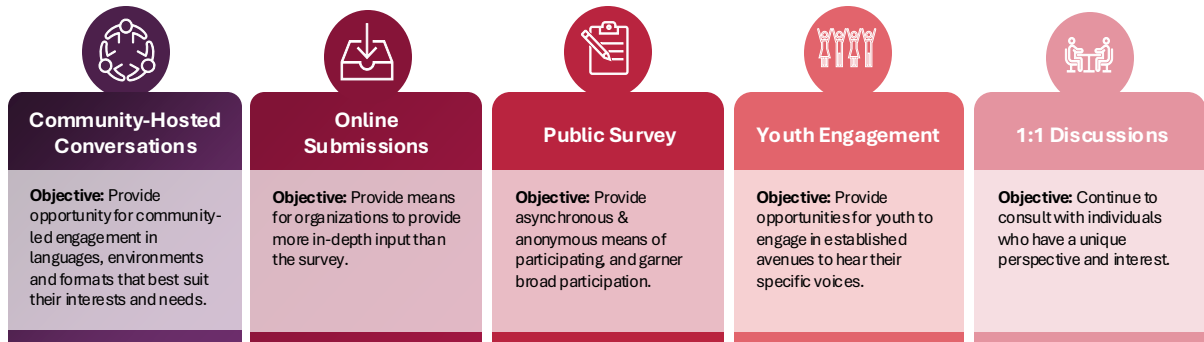 Community-Hosted
Conversations
Objective: Provide
opportunity for community-
led engagement in
languages, environments
and formats that best suit
their interests and needs.
Online
Submissions
Objective: Provide means
for organizations to provide
more in-depth input than
the survey.
Public Survey
Objective: Provide
asynchronous &
anonymous means of
participating, and garner
broad participation.
Youth Engagement
Objective: Provide
opportunities for youth to
engage in established
avenues to hear their
specific voices.
1:1 Discussions
Objective: Continue to
consult with individuals
who have a unique
perspective and interest.